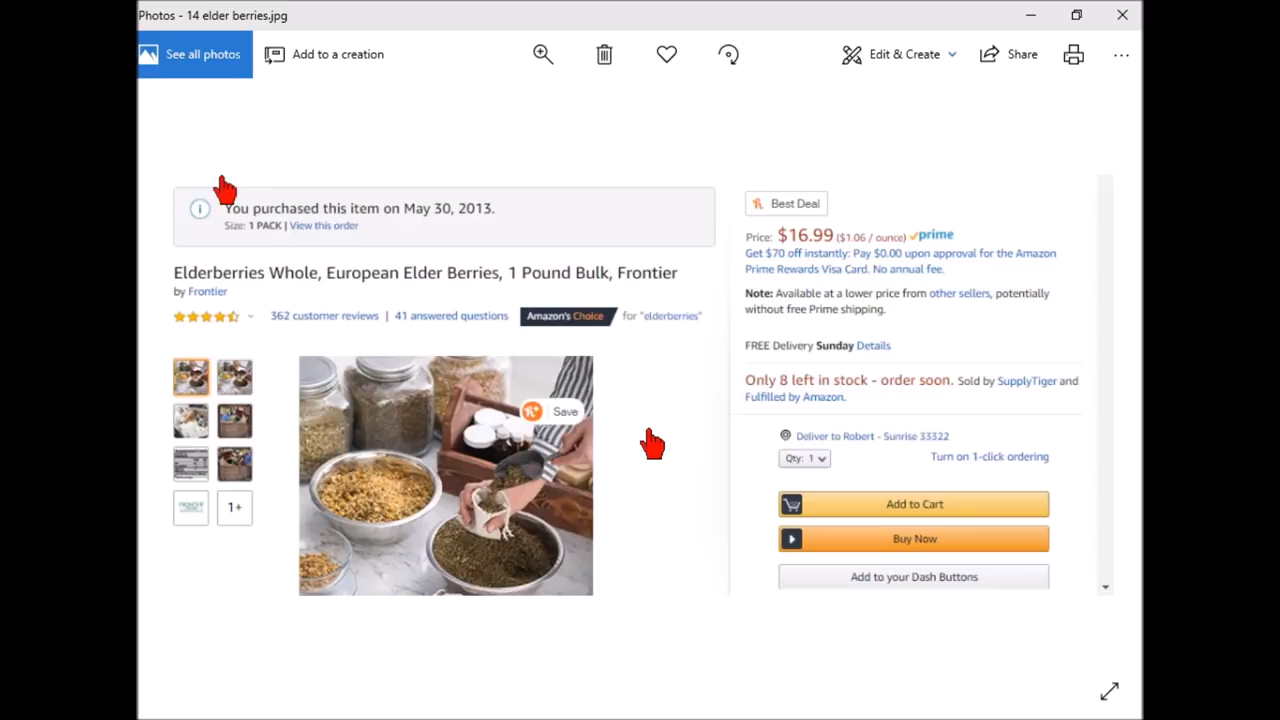 Photos - 14 elder berries.jpg
See all photos
Add to a creation
Edit & Create
Share
You purchased this item on May 30, 2013.
Size: 1 PACK | View this order
Elderberries Whole, European Elder Berries, 1 Pound Bulk, Frontier
by Frontier
362 customer reviews | 41 answered questions
Amazon's Choice for "elderberries"
Save
1+
Best Deal
Price: $16.99 ($1.06 / ounce) prime
Get $70 off instantly: Pay $0.00 upon approval for the Amazon
Prime Rewards Visa Card. No annual fee.
Note: Available at a lower price from other sellers, potentially
without free Prime shipping.
FREE Delivery Sunday Details
Only 8 left in stock - order soon. Sold by SupplyTiger and
Fulfilled by Amazon.
Deliver to Robert - Sunrise 33322
Qty: 1
Turn on 1-click ordering
Add to Cart
Buy Now
Add to your Dash Buttons